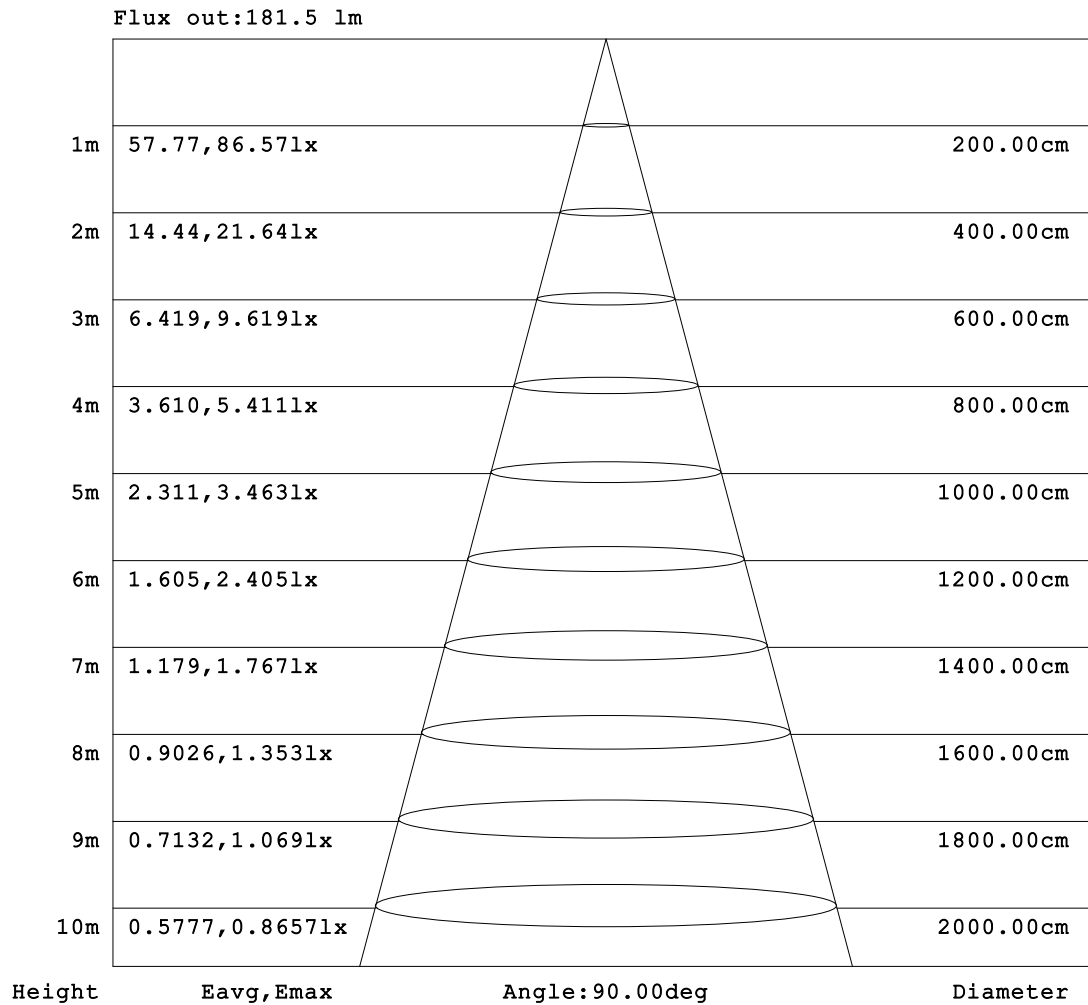 Flux out:181.5 lm
1m 57.77,86.57lx 200.00cm
2m 14.44,21.64lx 400.00cm
3m 6.419,9.619lx 600.00cm
4m 3.610,5.411lx 800.00cm
5m 2.311,3.463lx 1000.00cm
6m 1.605,2.405lx 1200.00cm
7m 1.179,1.767lx 1400.00cm
8m 0.9026,1.353lx 1600.00cm
9m 0.7132,1.069lx 1800.00cm
10m 0.5777,0.8657lx 2000.00cm
Height Eavg,Emax Angle:90.00deg Diameter